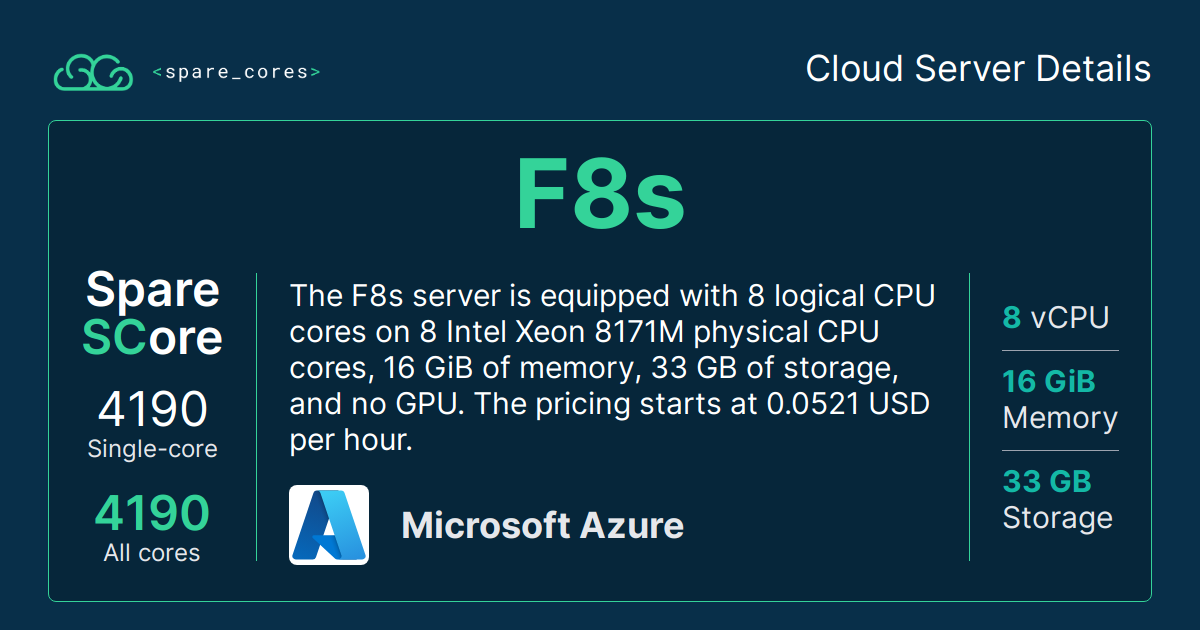 <spare_cores>
Cloud Server Details
F8s
Spare
SCore
4190
Single-core
4190
All cores
The F8s server is equipped with 8 logical CPU
cores on 8 Intel Xeon 8171M physical CPU
cores, 16 GiB of memory, 33 GB of storage,
and no GPU. The pricing starts at 0.0521 USD
per hour.
Microsoft Azure
8 vCPU
16 GiB
Memory
33 GB
Storage